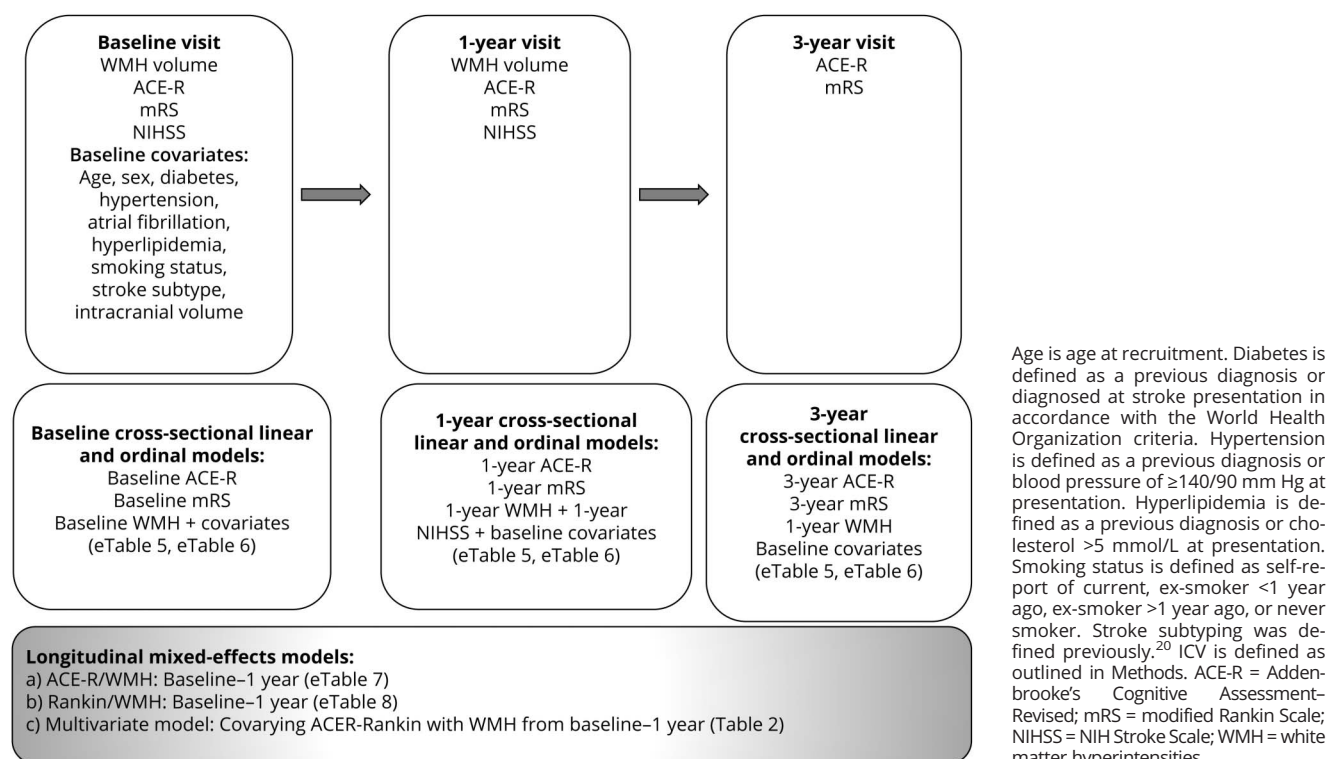 Baseline visit
WMH volume
ACE-R
mRS
NIHSS
Baseline covariates:
Age, sex, diabetes,
hypertension,
atrial fibrillation,
hyperlipidemia,
smoking status,
stroke subtype,
intracranial volume
1-year visit
WMH volume
ACE-R
mRS
NIHSS
3-year visit
ACE-R
mRS
Baseline cross-sectional linear
and ordinal models:
Baseline ACE-R
Baseline mRS
Baseline WMH + covariates
(eTable 5, eTable 6)
1-year cross-sectional
linear and ordinal models:
1-year ACE-R
1-year mRS
1-year WMH + 1-year
NIHSS + baseline covariates
(eTable 5, eTable 6)
3-year
cross-sectional linear
and ordinal models:
3-year ACE-R
3-year mRS
1-year WMH
Baseline covariates
(eTable 5, eTable 6)
Longitudinal mixed-effects models:
a) ACE-R/WMH: Baseline–1 year (eTable 7)
b) Rankin/WMH: Baseline–1 year (eTable 8)
c) Multivariate model: Covarying ACER-Rankin with WMH from baseline–1 year (Table 2)
Age is age at recruitment. Diabetes is
defined as a previous diagnosis or
diagnosed at stroke presentation in
accordance with the World Health
Organization criteria. Hypertension
is defined as a previous diagnosis or
blood pressure of ≥140/90 mm Hg at
presentation. Hyperlipidemia is de-
fined as a previous diagnosis or cho-
lesterol >5 mmol/L at presentation.
Smoking status is defined as self-re-
port of current, ex-smoker <1 year
ago, ex-smoker >1 year ago, or never
smoker. Stroke subtyping was de-
fined previously.20 ICV is defined as
outlined in Methods. ACE-R = Adden-
brooke's Cognitive Assessment–
Revised; mRS = modified Rankin Scale;
NIHSS = NIH Stroke Scale; WMH = white
matter hyperintensities.